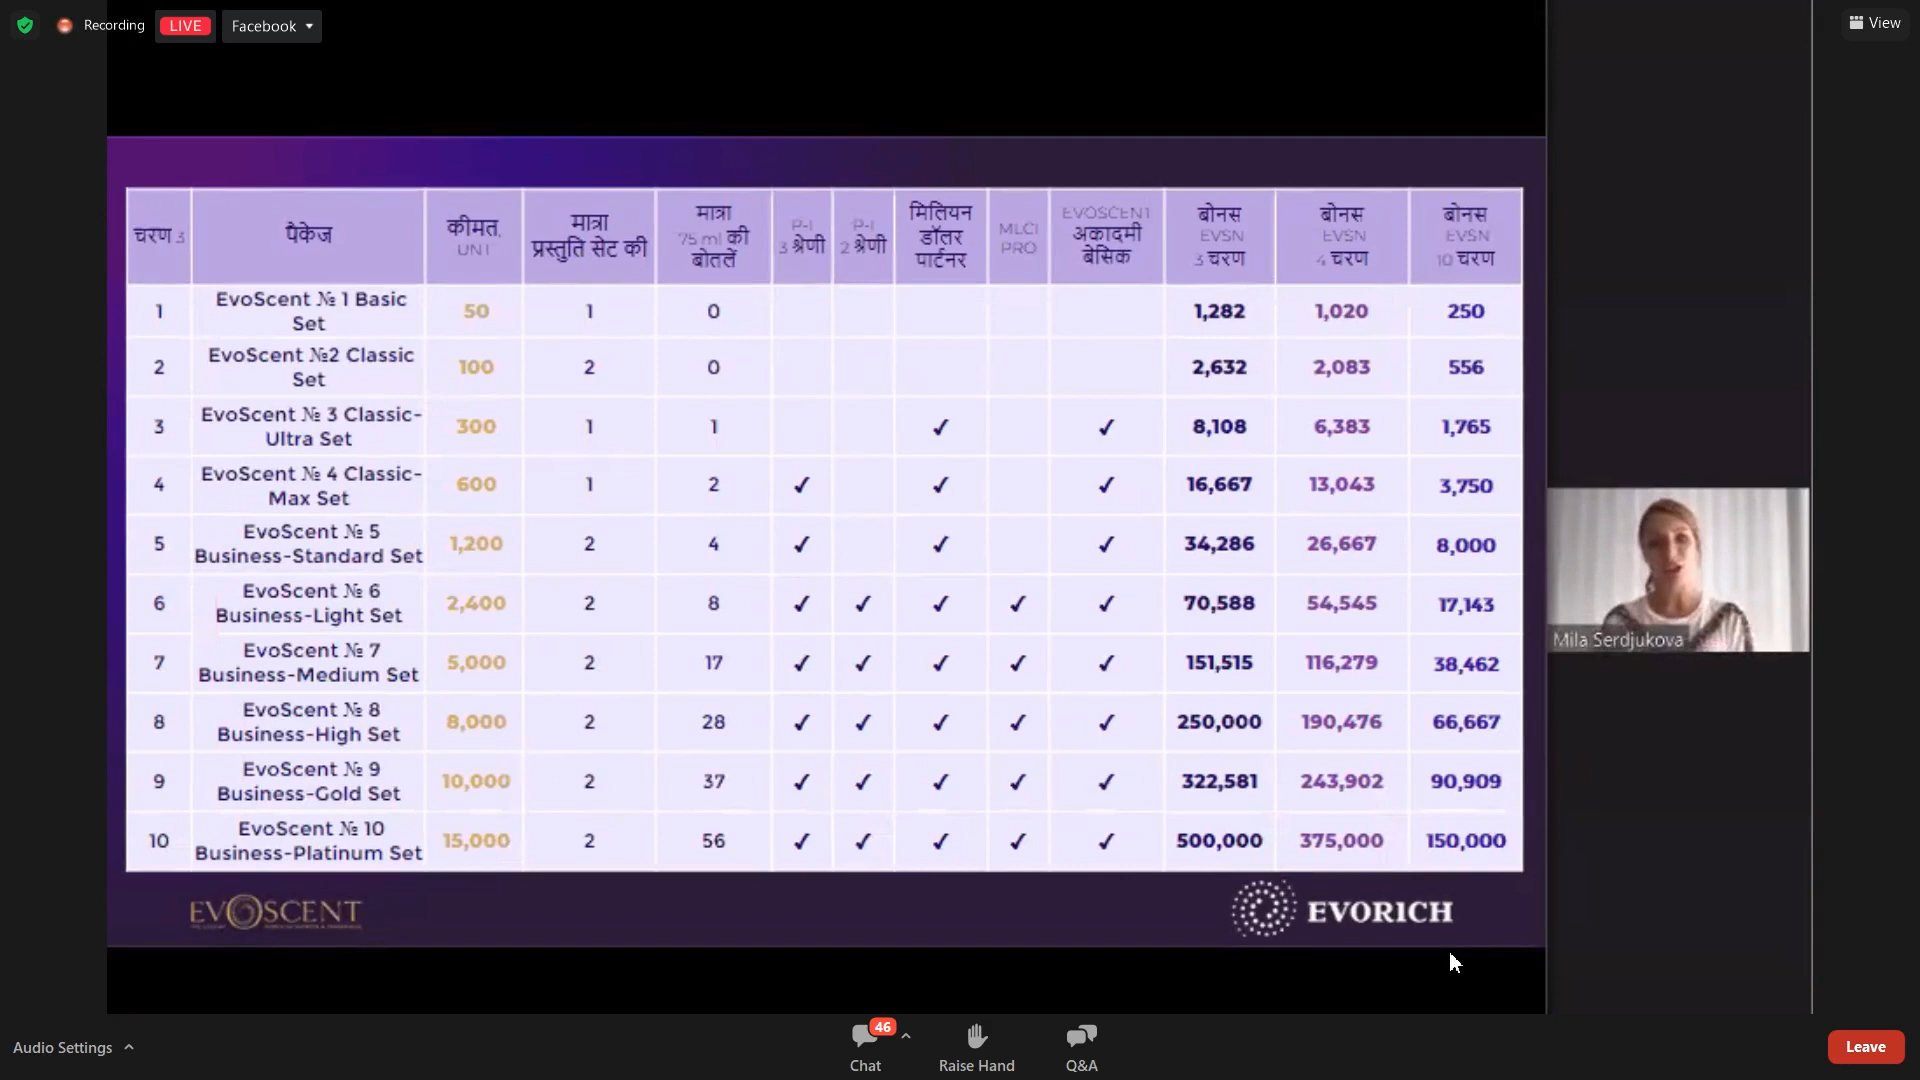 Recording LIVE Facebook
View
चरण 3
पैकेज
कीमत,
UNT
मात्रा
प्रस्तुति सेट की
मात्रा
75 ml की
बोतलें
P-I
3 श्रेणी
P-I
2 श्रेणी
मिलियन
डॉलर
पार्टनर
MLCI
PRO
EVOSCENT
अकादमी
बेसिक
बोनस
EVSN
3 चरण
बोनस
EVSN
4 चरण
बोनस
EVSN
10 चरण
1 EvoScent № 1 Basic
Set 50 1 0 1,282 1,020 250
2 EvoScent №2 Classic
Set 100 2 0 2,632 2,083 556
3 EvoScent № 3 Classic-
Ultra Set 300 1 1 ✓ ✓ 8,108 6,383 1,765
4 EvoScent № 4 Classic-
Max Set 600 1 2 ✓ ✓ ✓ 16,667 13,043 3,750
5 EvoScent № 5
Business-Standard Set 1,200 2 4 ✓ ✓ ✓ 34,286 26,667 8,000
6 EvoScent № 6
Business-Light Set 2,400 2 8 ✓ ✓ ✓ ✓ ✓ 70,588 54,545 17,143
7 EvoScent № 7
Business-Medium Set 5,000 2 17 ✓ ✓ ✓ ✓ ✓ 151,515 116,279 38,462
8 EvoScent № 8
Business-High Set 8,000 2 28 ✓ ✓ ✓ ✓ ✓ 250,000 190,476 66,667
9 EvoScent № 9
Business-Gold Set 10,000 2 37 ✓ ✓ ✓ ✓ ✓ 322,581 243,902 90,909
10 EvoScent № 10
Business-Platinum Set 15,000 2 56 ✓ ✓ ✓ ✓ ✓ 500,000 375,000 150,000
EVOSCENT
EVORICH
Mila Serdjukova
Audio Settings
46
Chat
Raise Hand
Q&A
Leave